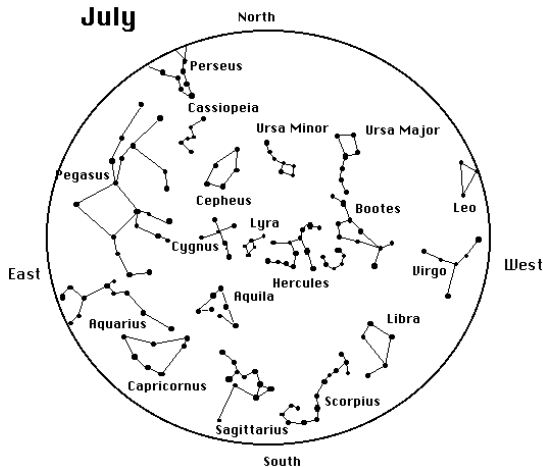 July
North
Perseus
Cassiopeia
Ursa Minor
Ursa Major
Pegasus
Cepheus
Leo
Bootes
Lyra
Cygnus
East
West
Virgo
Hercules
Aquila
Aquarius
Libra
Capricornus
Scorpius
Sagittarius
South